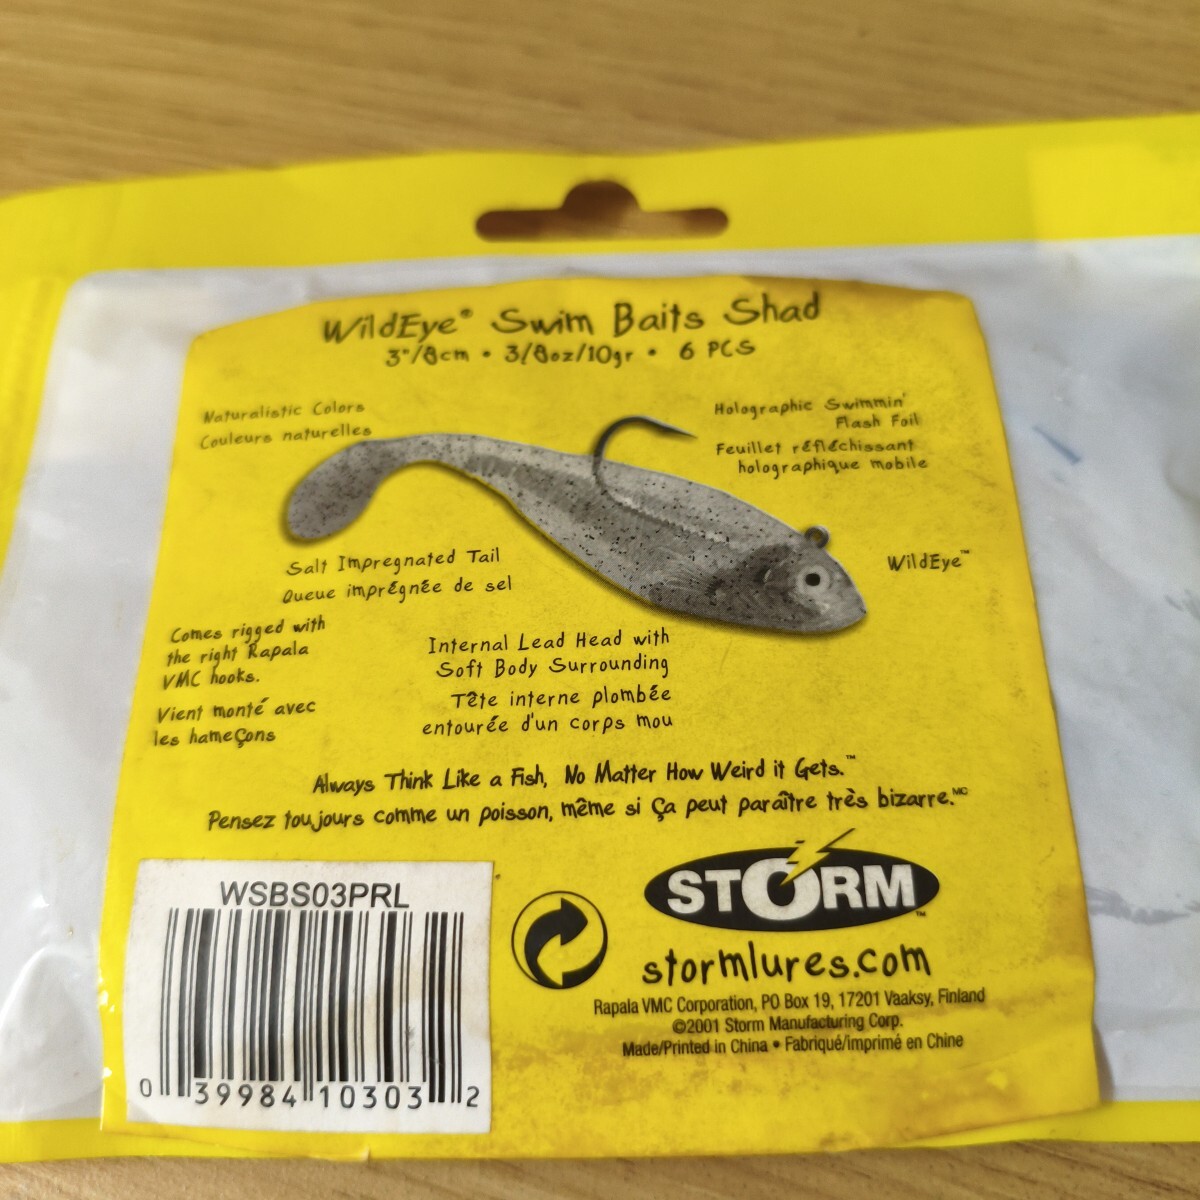 WildEye® Swim Baits Shad
3"/8cm • 3/8oz/10gr • 6 PCS
Naturalistic Colors
Couleurs naturelles
Holographic Swimmin'
Flash Foil
Feuillet réfléchissant
holographique mobile
WildEye™
Salt Impregnated Tail
Queue imprégnée de sel
Comes rigged with
the right Rapala
VMC hooks.
Vient monté avec
les hameçons
Internal Lead Head with
Soft Body Surrounding
Tête interne plombée
entourée d'un corps mou
Always Think Like a Fish, No Matter How Weird it Gets.™
Pensez toujours comme un poisson, même si ça peut paraître très bizarre.MC
WSBS03PRL
0 39984 10303 2
STORM™
stormlures.com
Rapala VMC Corporation, PO Box 19, 17201 Vaaksy, Finland
©2001 Storm Manufacturing Corp.
Made/Printed in China • Fabriqué/imprimé en Chine